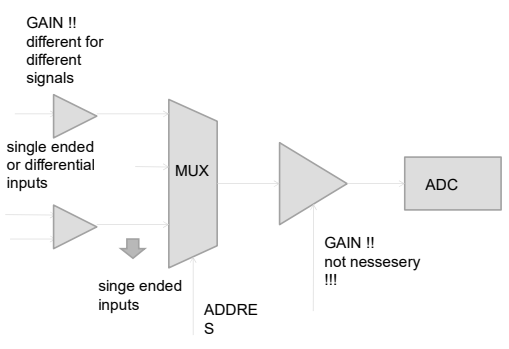 GAIN !!
different for
different
signals
single ended
or differential
inputs
MUX
ADC
GAIN !!
not nessesery
!!!
singe ended
inputs
ADDRE
S